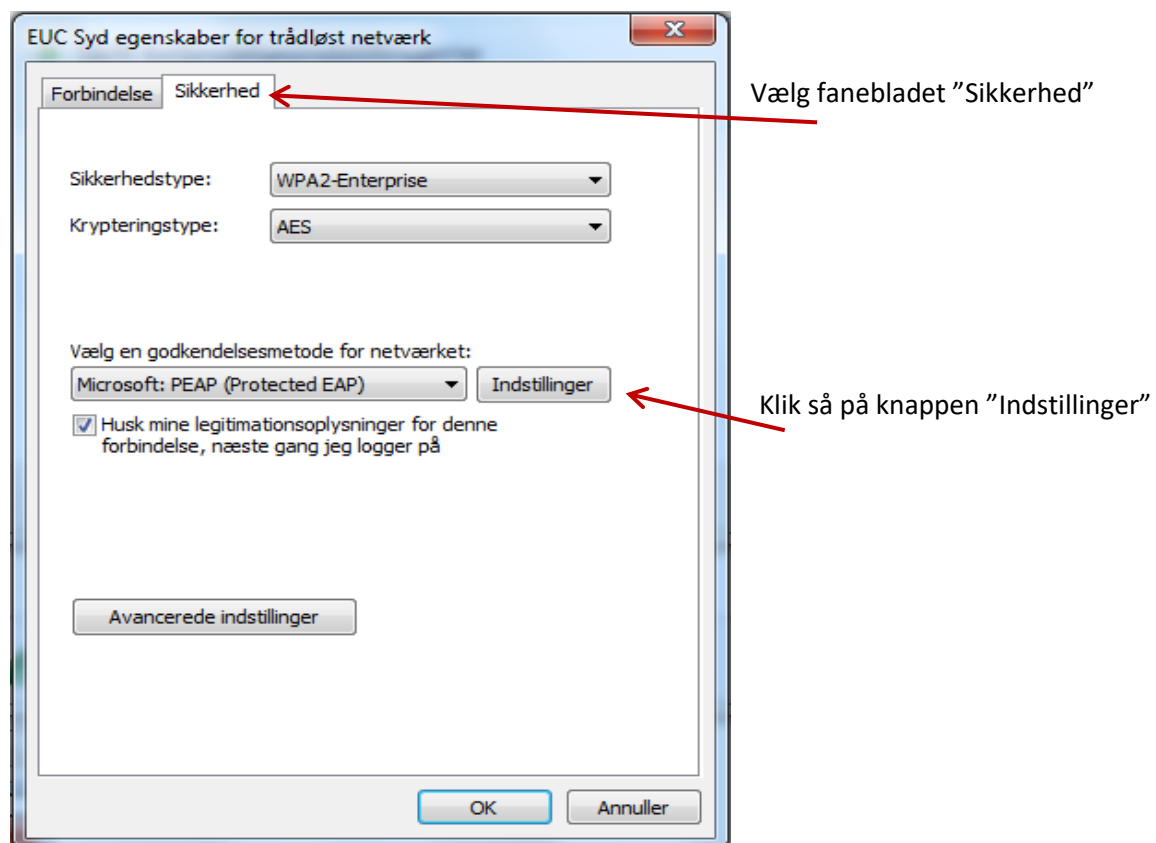 EUC Syd egenskaber for trådløst netværk
Forbindelse Sikkerhed
Vælg fanebladet ”Sikkerhed”
Sikkerhedstype: WPA2-Enterprise
Krypteringstype: AES
Vælg en godkendelsesmetode for netværket:
Microsoft: PEAP (Protected EAP) Indstillinger
Klik så på knappen ”Indstillinger”
Husk mine legitimationsoplysninger for denne
forbindelse, næste gang jeg logger på
Avancerede indstillinger
OK Annuller